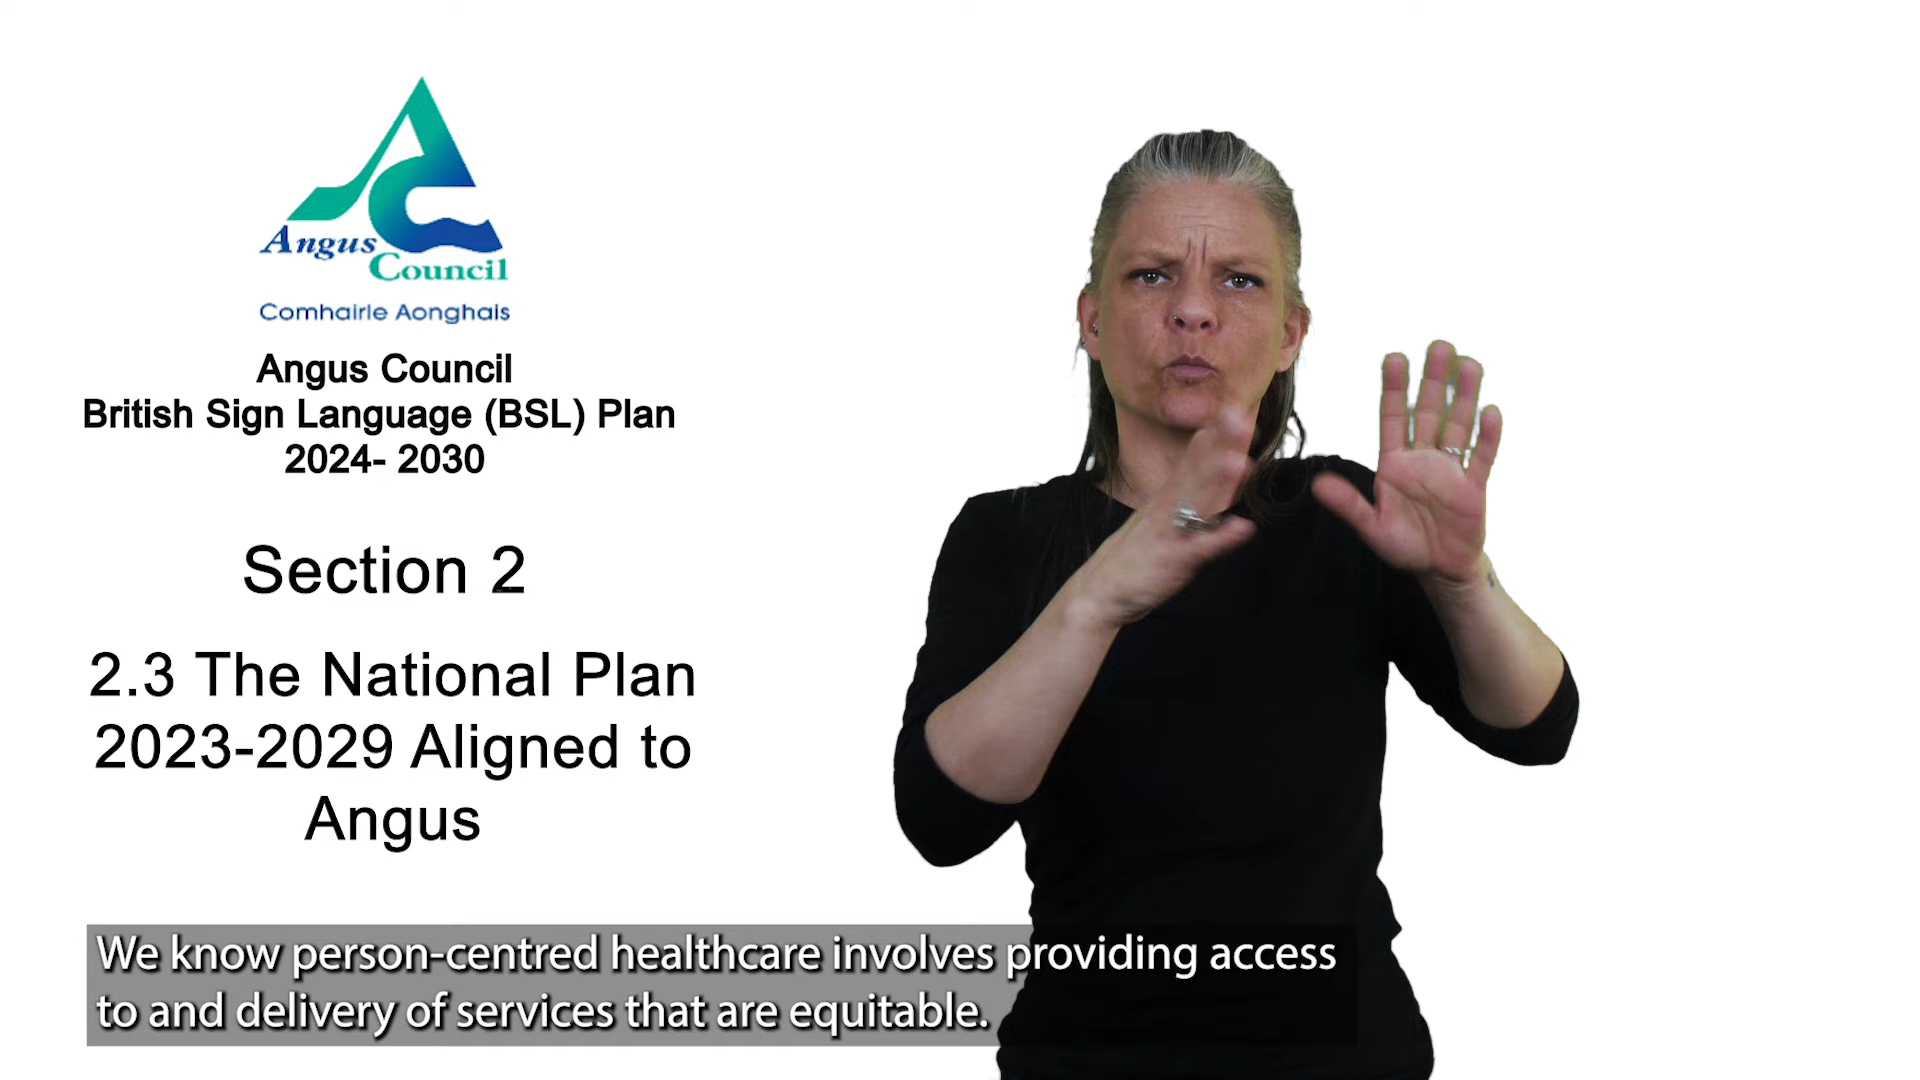 Angus
Council
Comhairle Aonghais
Angus Council
British Sign Language (BSL) Plan
2024- 2030
Section 2
2.3 The National Plan
2023-2029 Aligned to
Angus
We know person-centred healthcare involves providing access
to and delivery of services that are equitable.